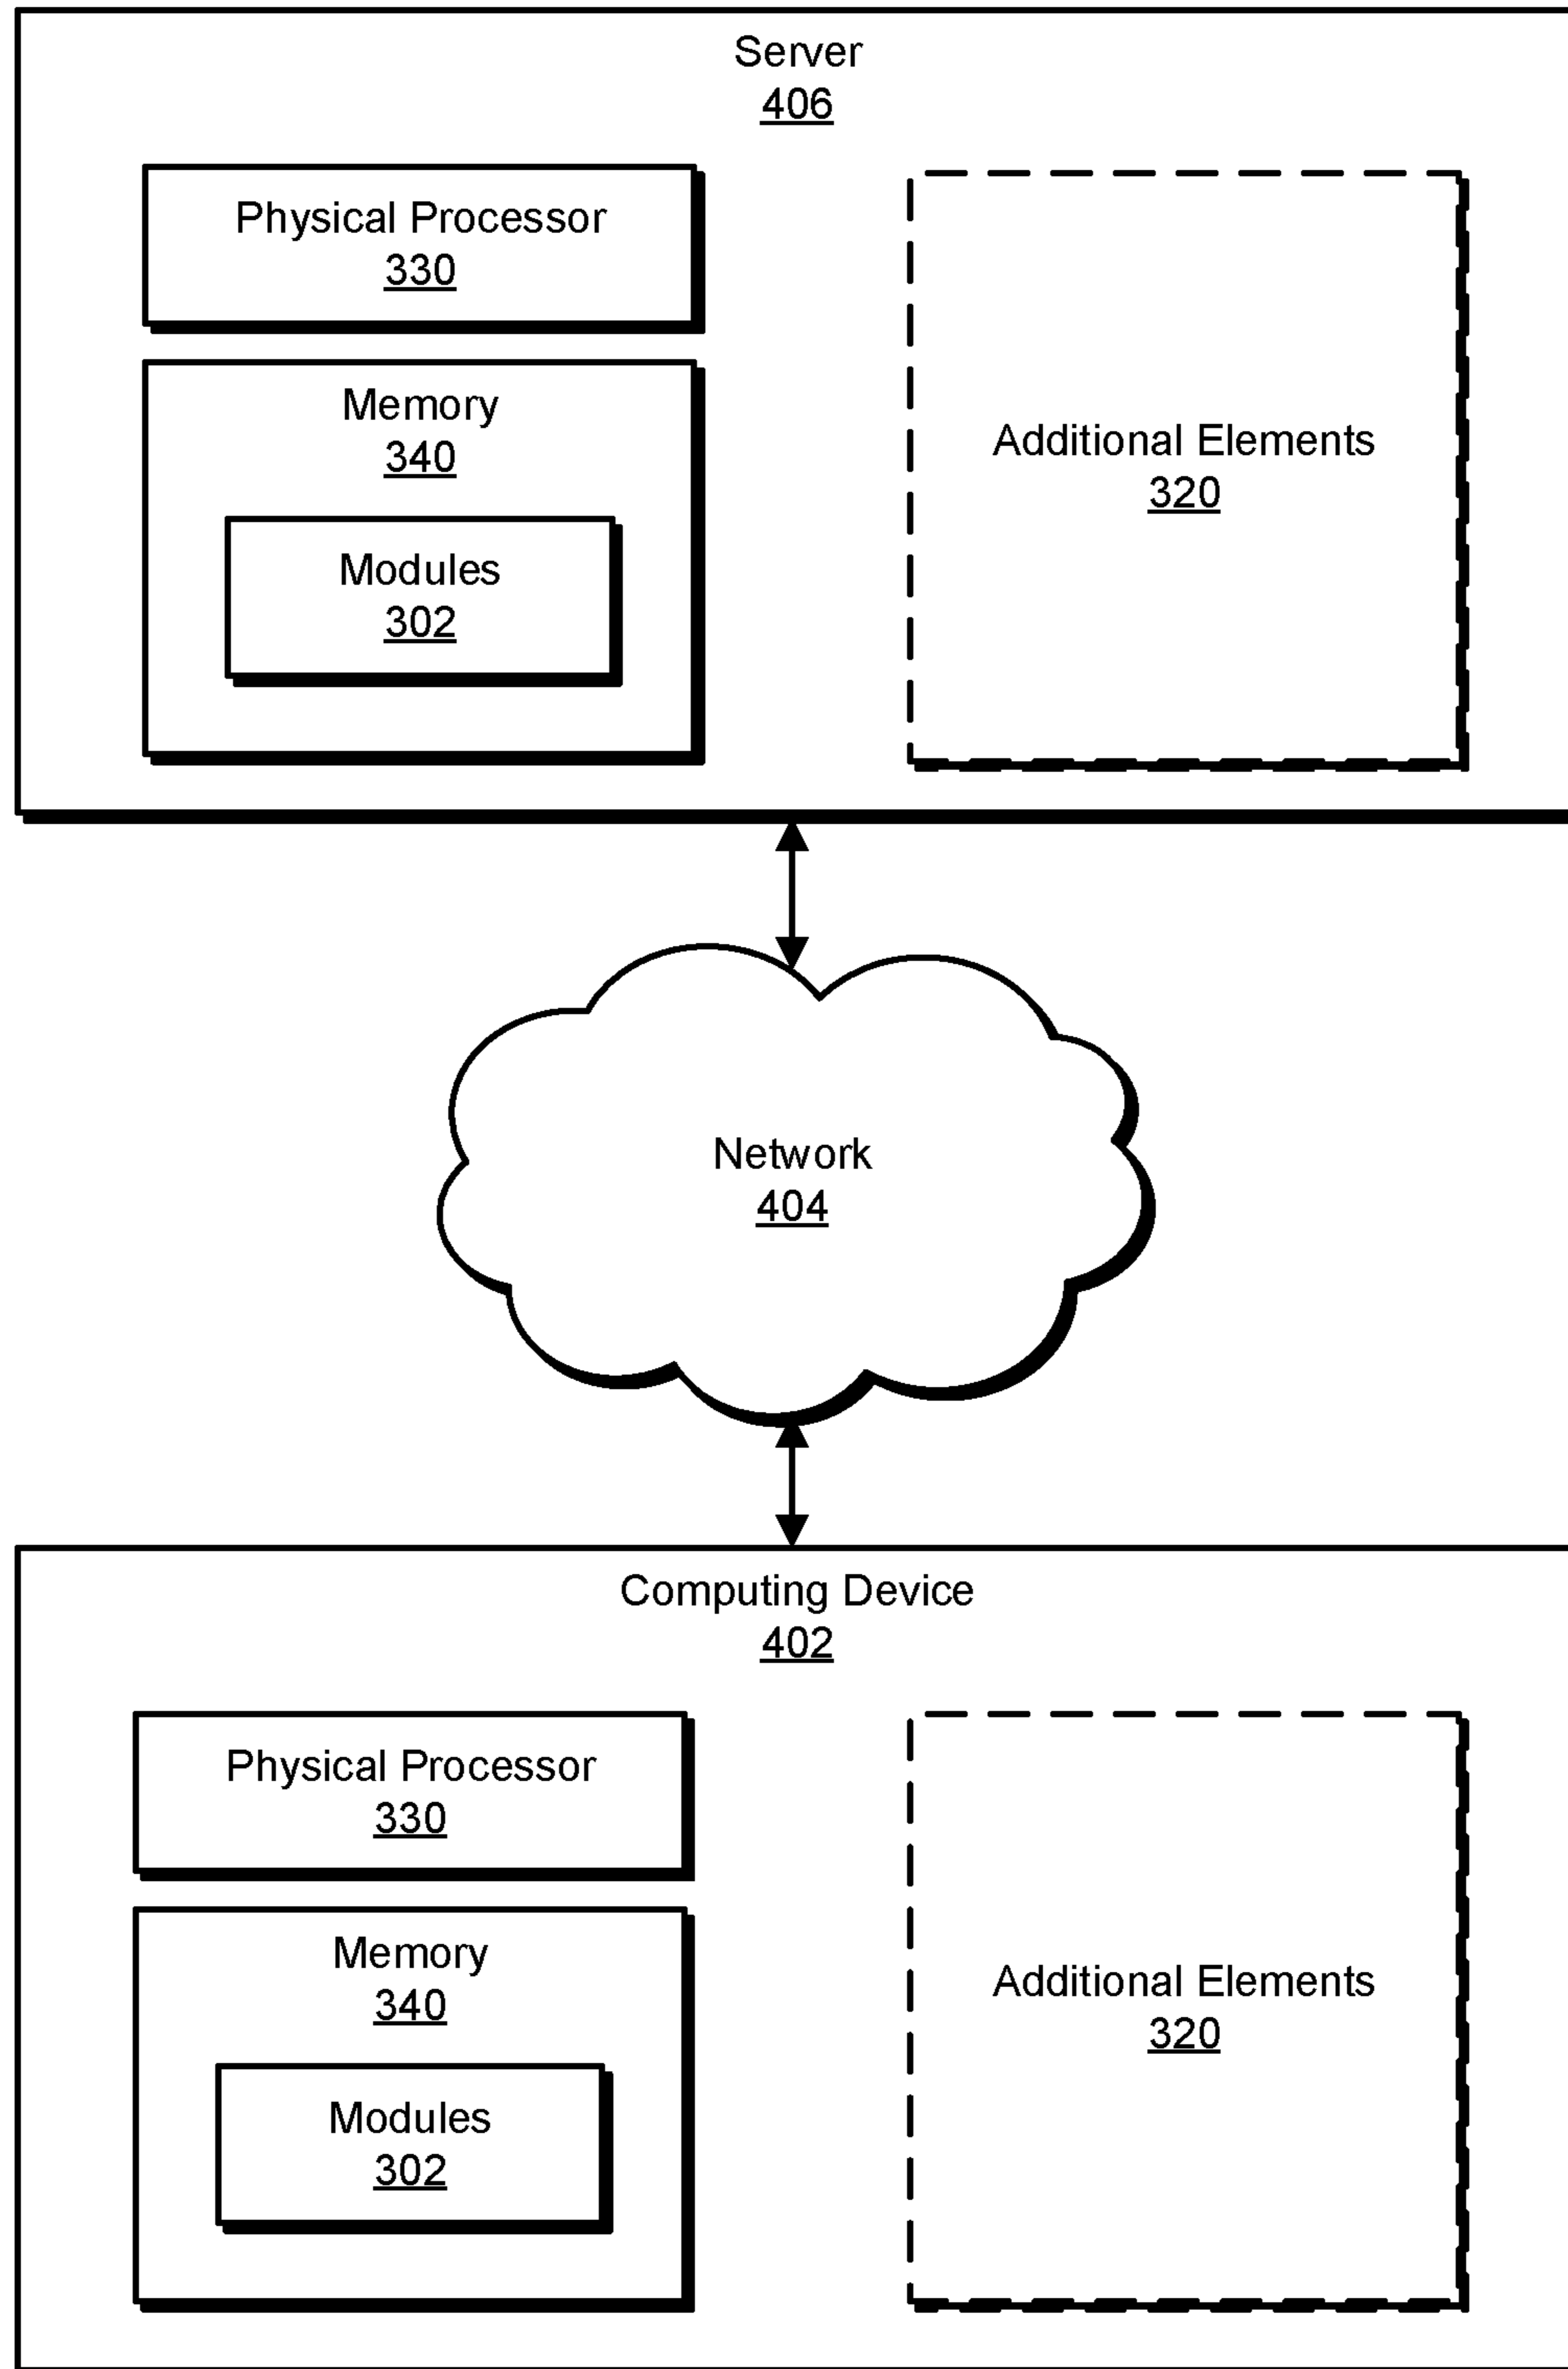 Server
406
Physical Processor
330
Memory
340
Modules
302
Additional Elements
320
Network
404
Computing Device
402
Physical Processor
330
Memory
340
Modules
302
Additional Elements
320